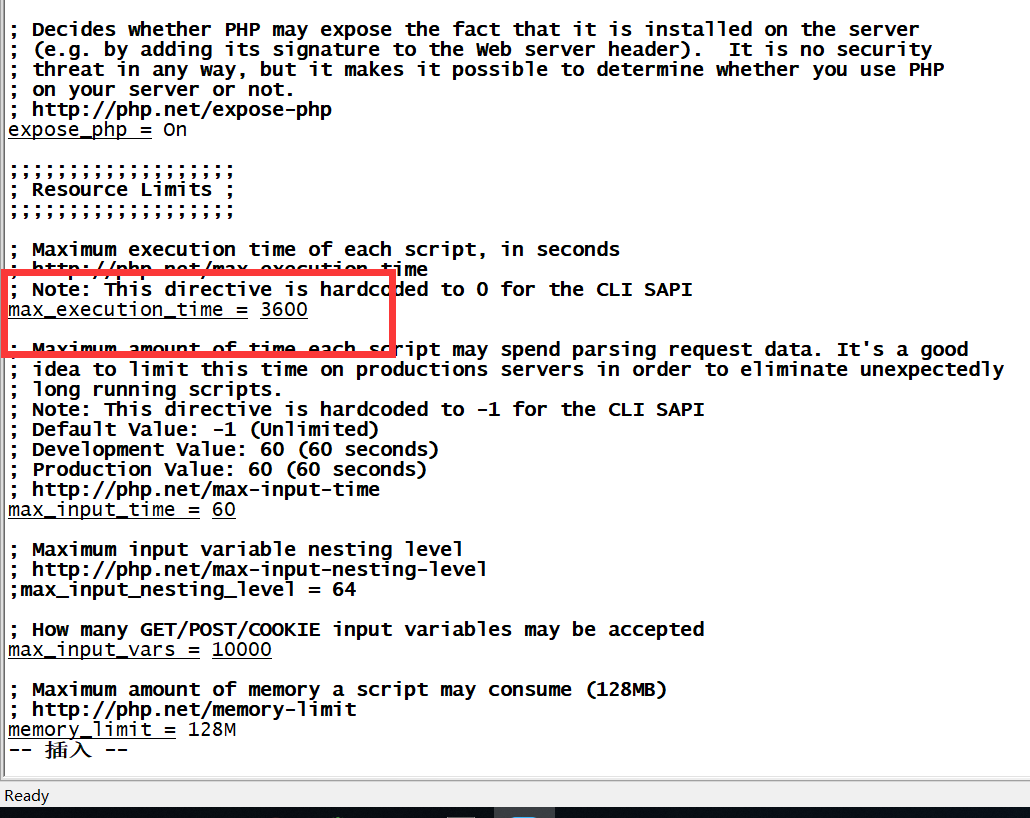 ; Decides whether PHP may expose the fact that it is installed on the server
; (e.g. by adding its signature to the Web server header).  It is no security
; threat in any way, but it makes it possible to determine whether you use PHP
; on your server or not.
; http://php.net/expose-php
expose_php = On
;;;;;;;;;;;;;;;;;;;
; Resource Limits ;
;;;;;;;;;;;;;;;;;;;
; Maximum execution time of each script, in seconds
; http://php.net/max-execution-time
; Note: This directive is hardcoded to 0 for the CLI SAPI
max_execution_time = 3600
; Maximum amount of time each script may spend parsing request data. It's a good
; idea to limit this time on productions servers in order to eliminate unexpectedly
; long running scripts.
; Note: This directive is hardcoded to -1 for the CLI SAPI
; Default Value: -1 (Unlimited)
; Development Value: 60 (60 seconds)
; Production Value: 60 (60 seconds)
; http://php.net/max-input-time
max_input_time = 60
; Maximum input variable nesting level
; http://php.net/max-input-nesting-level
;max_input_nesting_level = 64
; How many GET/POST/COOKIE input variables may be accepted
max_input_vars = 10000
; Maximum amount of memory a script may consume (128MB)
; http://php.net/memory-limit
memory_limit = 128M
-- 插入 --
Ready